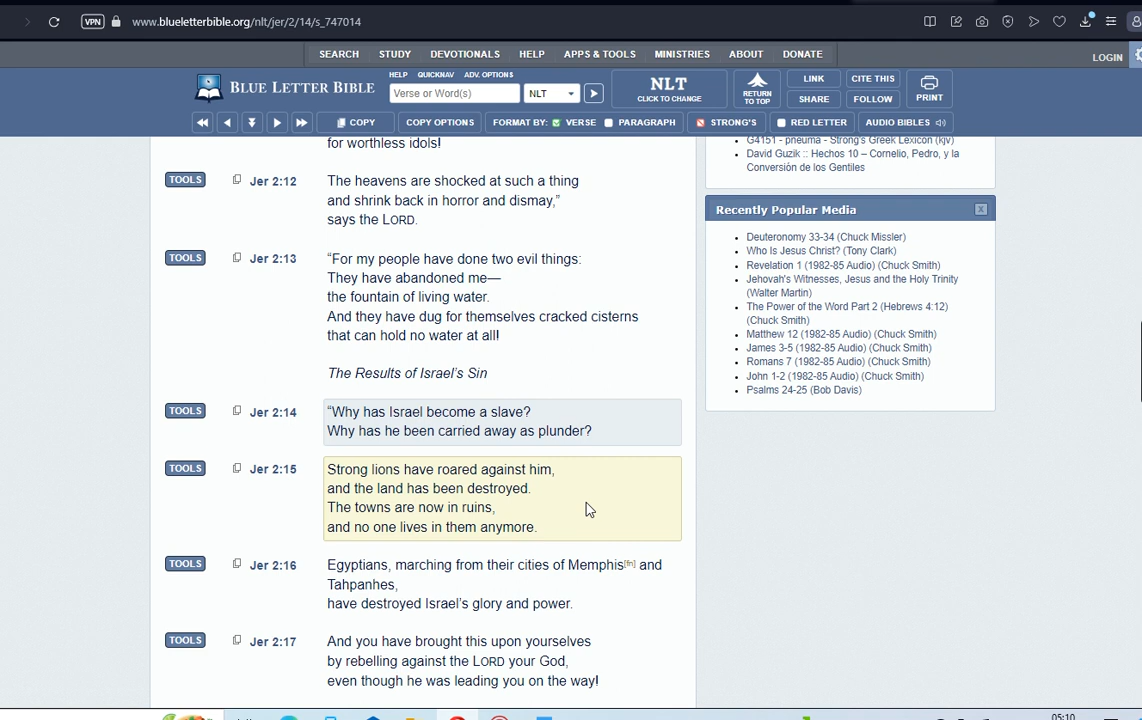 VPN
www.blueletterbible.org/nlt/jer/2/14/s_747014
SEARCH STUDY DEVOTIONALS HELP APPS & TOOLS MINISTRIES ABOUT DONATE
LOGIN
BLUE LETTER BIBLE
HELP QUICKNAV ADV. OPTIONS
Verse or Word(s)
NLT
NLT
CLICK TO CHANGE
RETURN
TO TOP
LINK
CITE THIS
SHARE
FOLLOW
PRINT
COPY
COPY OPTIONS
FORMAT BY: VERSE PARAGRAPH
STRONG'S
RED LETTER
AUDIO BIBLES
for worthless idols!
TOOLS
Jer 2:12
The heavens are shocked at such a thing
and shrink back in horror and dismay,”
says the LORD.
TOOLS
Jer 2:13
“For my people have done two evil things:
They have abandoned me—
the fountain of living water.
And they have dug for themselves cracked cisterns
that can hold no water at all!
The Results of Israel’s Sin
TOOLS
Jer 2:14
“Why has Israel become a slave?
Why has he been carried away as plunder?
TOOLS
Jer 2:15
Strong lions have roared against him,
and the land has been destroyed.
The towns are now in ruins,
and no one lives in them anymore.
TOOLS
Jer 2:16
Egyptians, marching from their cities of Memphis[fn] and
Tahpanhes,
have destroyed Israel’s glory and power.
TOOLS
Jer 2:17
And you have brought this upon yourselves
by rebelling against the LORD your God,
even though he was leading you on the way!
G4151 - pneuma - Strong's Greek Lexicon (kjv)
David Guzik :: Hechos 10 – Cornelio, Pedro, y la
Conversión de los Gentiles
Recently Popular Media
x
Deuteronomy 33-34 (Chuck Missler)
Who Is Jesus Christ? (Tony Clark)
Revelation 1 (1982-85 Audio) (Chuck Smith)
Jehovah's Witnesses, Jesus and the Holy Trinity
(Walter Martin)
The Power of the Word Part 2 (Hebrews 4:12)
(Chuck Smith)
Matthew 12 (1982-85 Audio) (Chuck Smith)
James 3-5 (1982-85 Audio) (Chuck Smith)
Romans 7 (1982-85 Audio) (Chuck Smith)
John 1-2 (1982-85 Audio) (Chuck Smith)
Psalms 24-25 (Bob Davis)
05:10